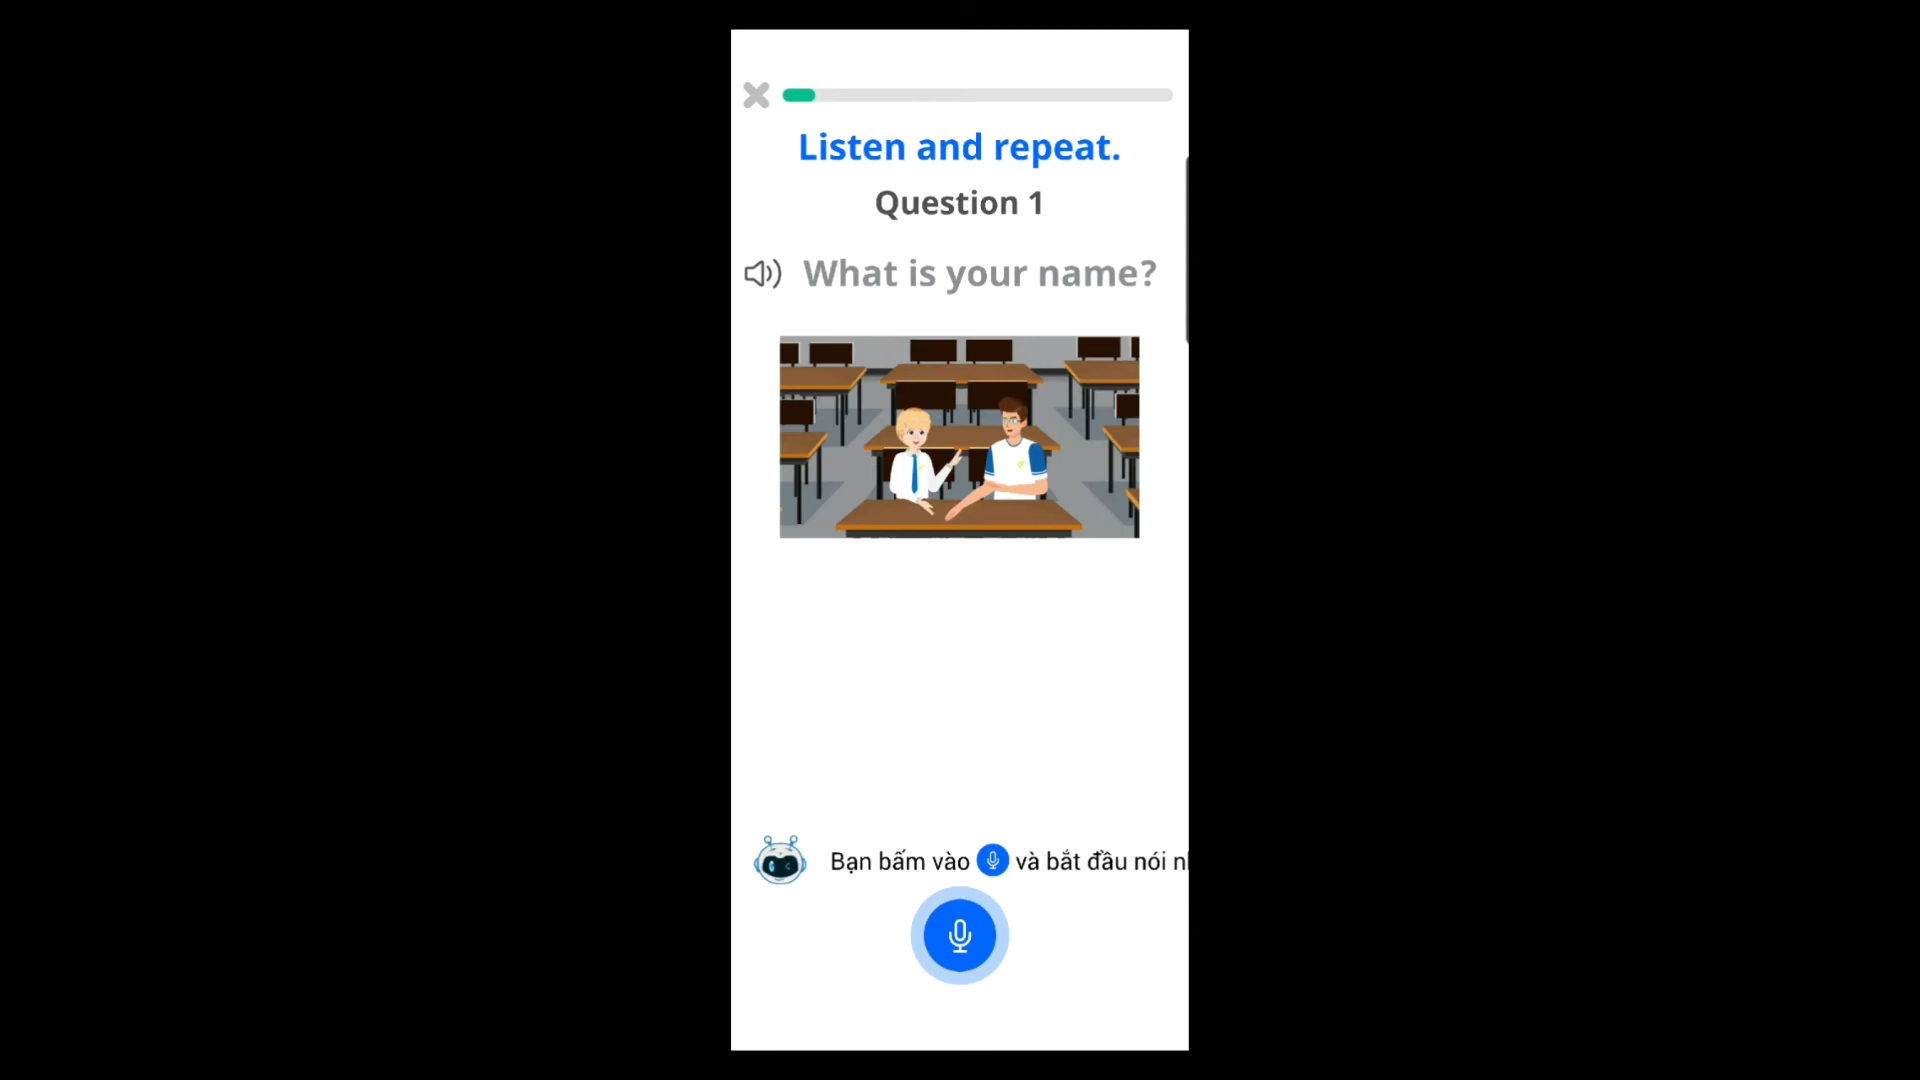 Listen and repeat.
Question 1
What is your name?
Bạn bấm vào và bắt đầu nói